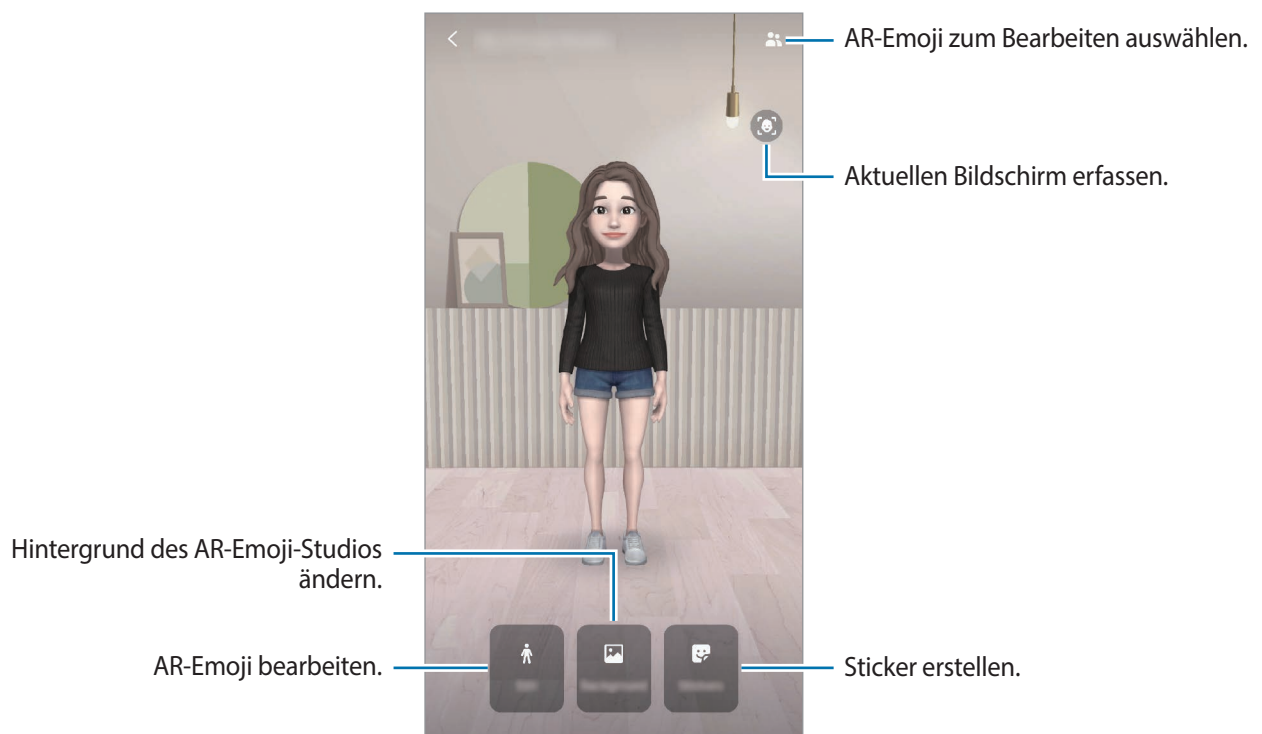 AR-Emoji zum Bearbeiten auswählen.
Aktuellen Bildschirm erfassen.
Hintergrund des AR-Emoji-Studios
ändern.
AR-Emoji bearbeiten.
Sticker erstellen.